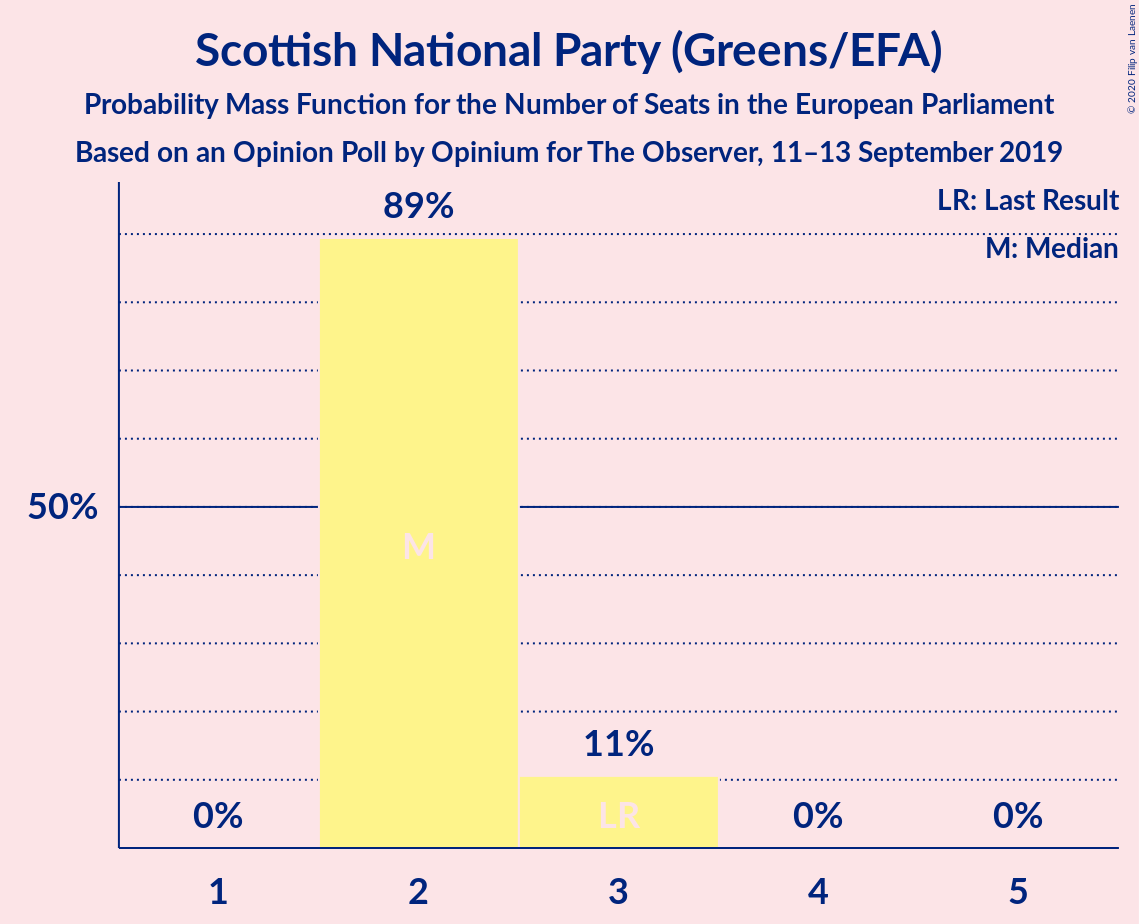 Scottish National Party (Greens/EFA)
Probability Mass Function for the Number of Seats in the European Parliament
Based on an Opinion Poll by Opinium for The Observer, 11–13 September 2019
© 2020 Filip van Laenen
LR: Last Result
M: Median
89%
50%
M
11%
LR
0%
0%
0%
1
2
3
4
5